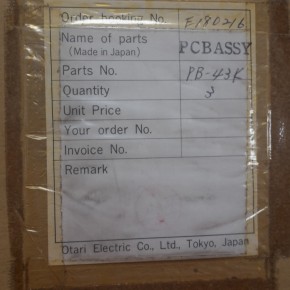 Order booking No. E180216
Name of parts PCBASSY
(Made in Japan)
Parts No. PB-43K
Quantity 3
Unit Price
Your order No.
Invoice No.
Remark
Otari Electric Co., Ltd., Tokyo, Japan